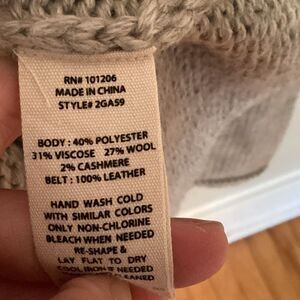 RN# 101206
MADE IN CHINA
STYLE# 2GA59
BODY : 40% POLYESTER
31% VISCOSE 27% WOOL
2% CASHMERE
BELT : 100% LEATHER
HAND WASH COLD
WITH SIMILAR COLORS
ONLY NON-CHLORINE
BLEACH WHEN NEEDED
RE-SHAPE &
LAY FLAT TO DRY
COOL IRON IF NEEDED
CLEANED